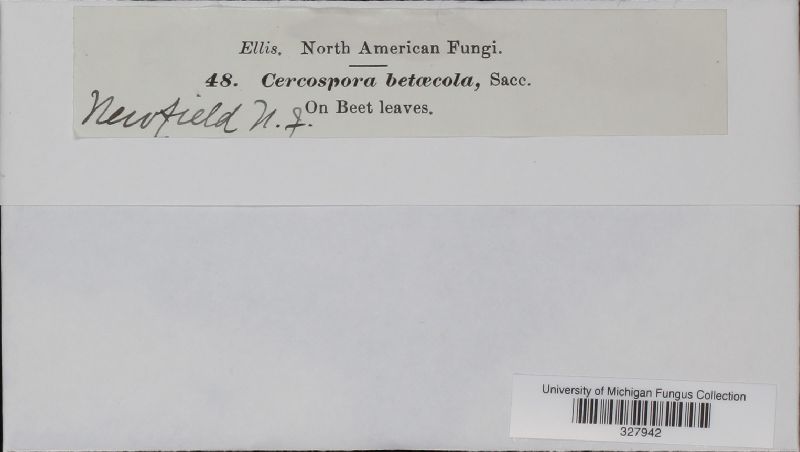 Ellis. North American Fungi.
48. Cercospora betæcola, Sacc.
On Beet leaves.
Newfield N.J.
University of Michigan Fungus Collection
327942